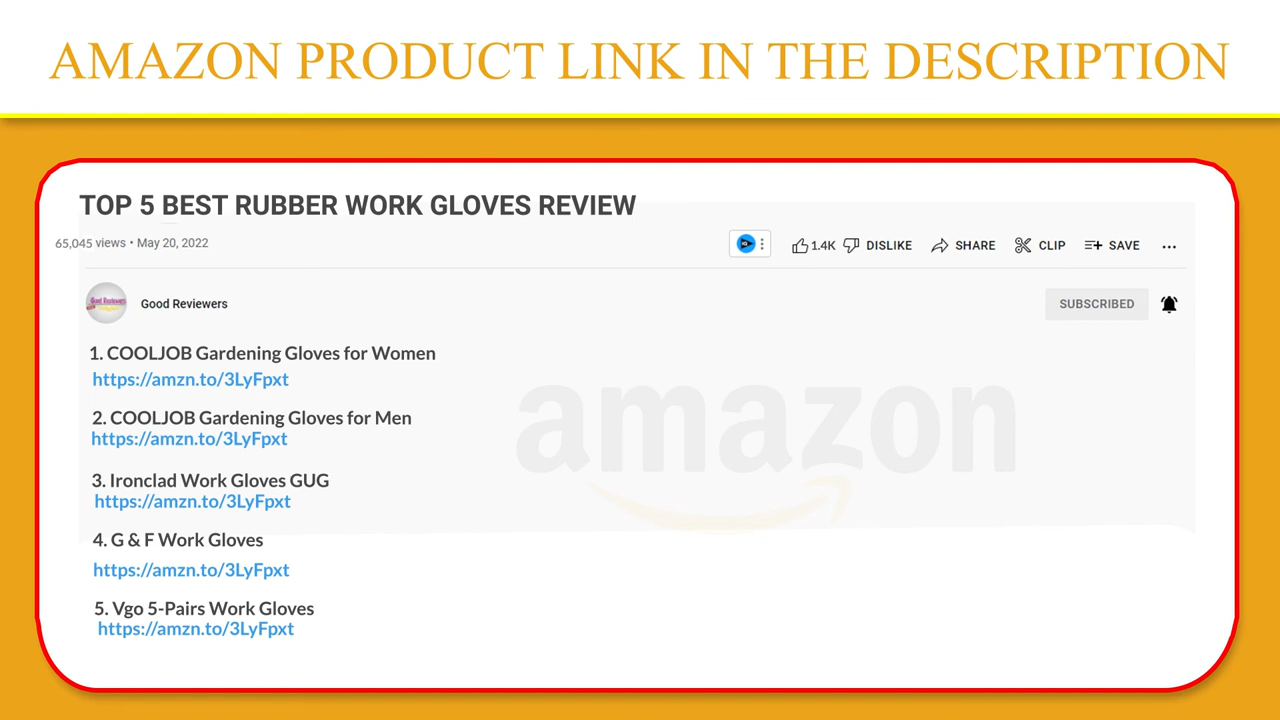 AMAZON PRODUCT LINK IN THE DESCRIPTION
TOP 5 BEST RUBBER WORK GLOVES REVIEW
65,045 views • May 20, 2022
1.4K DISLIKE SHARE CLIP SAVE ...
Good Reviewers
Good Reviewers
SUBSCRIBED
1. COOLJOB Gardening Gloves for Women
https://amzn.to/3LyFpxt
2. COOLJOB Gardening Gloves for Men
https://amzn.to/3LyFpxt
amazon
3. Ironclad Work Gloves GUG
https://amzn.to/3LyFpxt
4. G & F Work Gloves
https://amzn.to/3LyFpxt
5. Vgo 5-Pairs Work Gloves
https://amzn.to/3LyFpxt